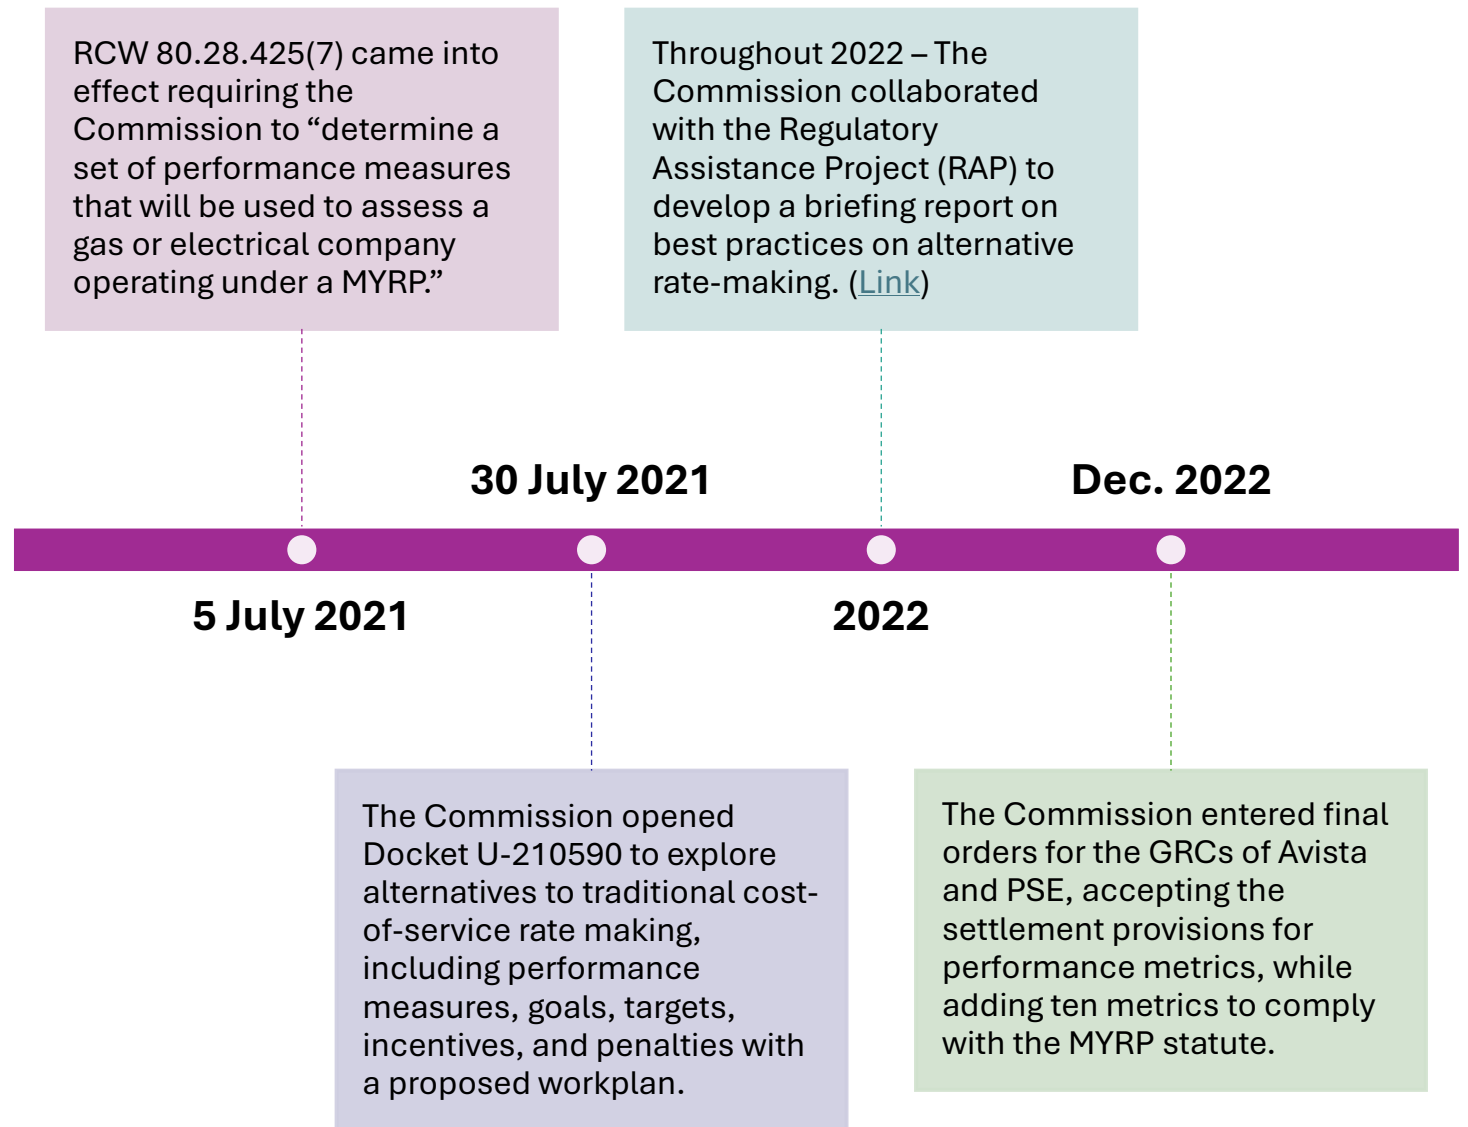 RCW 80.28.425(7) came into
effect requiring the
Commission to “determine a
set of performance measures
that will be used to assess a
gas or electrical company
operating under a MYRP.”
Throughout 2022 – The
Commission collaborated
with the Regulatory
Assistance Project (RAP) to
develop a briefing report on
best practices on alternative
rate-making. (Link)
30 July 2021
Dec. 2022
5 July 2021
2022
The Commission opened
Docket U-210590 to explore
alternatives to traditional cost-
of-service rate making,
including performance
measures, goals, targets,
incentives, and penalties with
a proposed workplan.
The Commission entered final
orders for the GRCs of Avista
and PSE, accepting the
settlement provisions for
performance metrics, while
adding ten metrics to comply
with the MYRP statute.